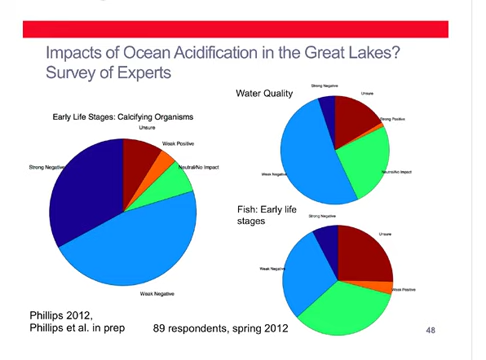 Impacts of Ocean Acidification in the Great Lakes?
Survey of Experts
Early Life Stages: Calcifying Organisms
Unsure
Weak Positive
Neutral/No Impact
Strong Negative
Weak Negative
Water Quality
Strong Negative
Unsure
Strong Positive
Weak Negative
Neutral/No Impact
Fish: Early life
stages
Strong Negative
Unsure
Weak Negative
Weak Positive
Phillips 2012,
Phillips et al. in prep
89 respondents, spring 2012
48